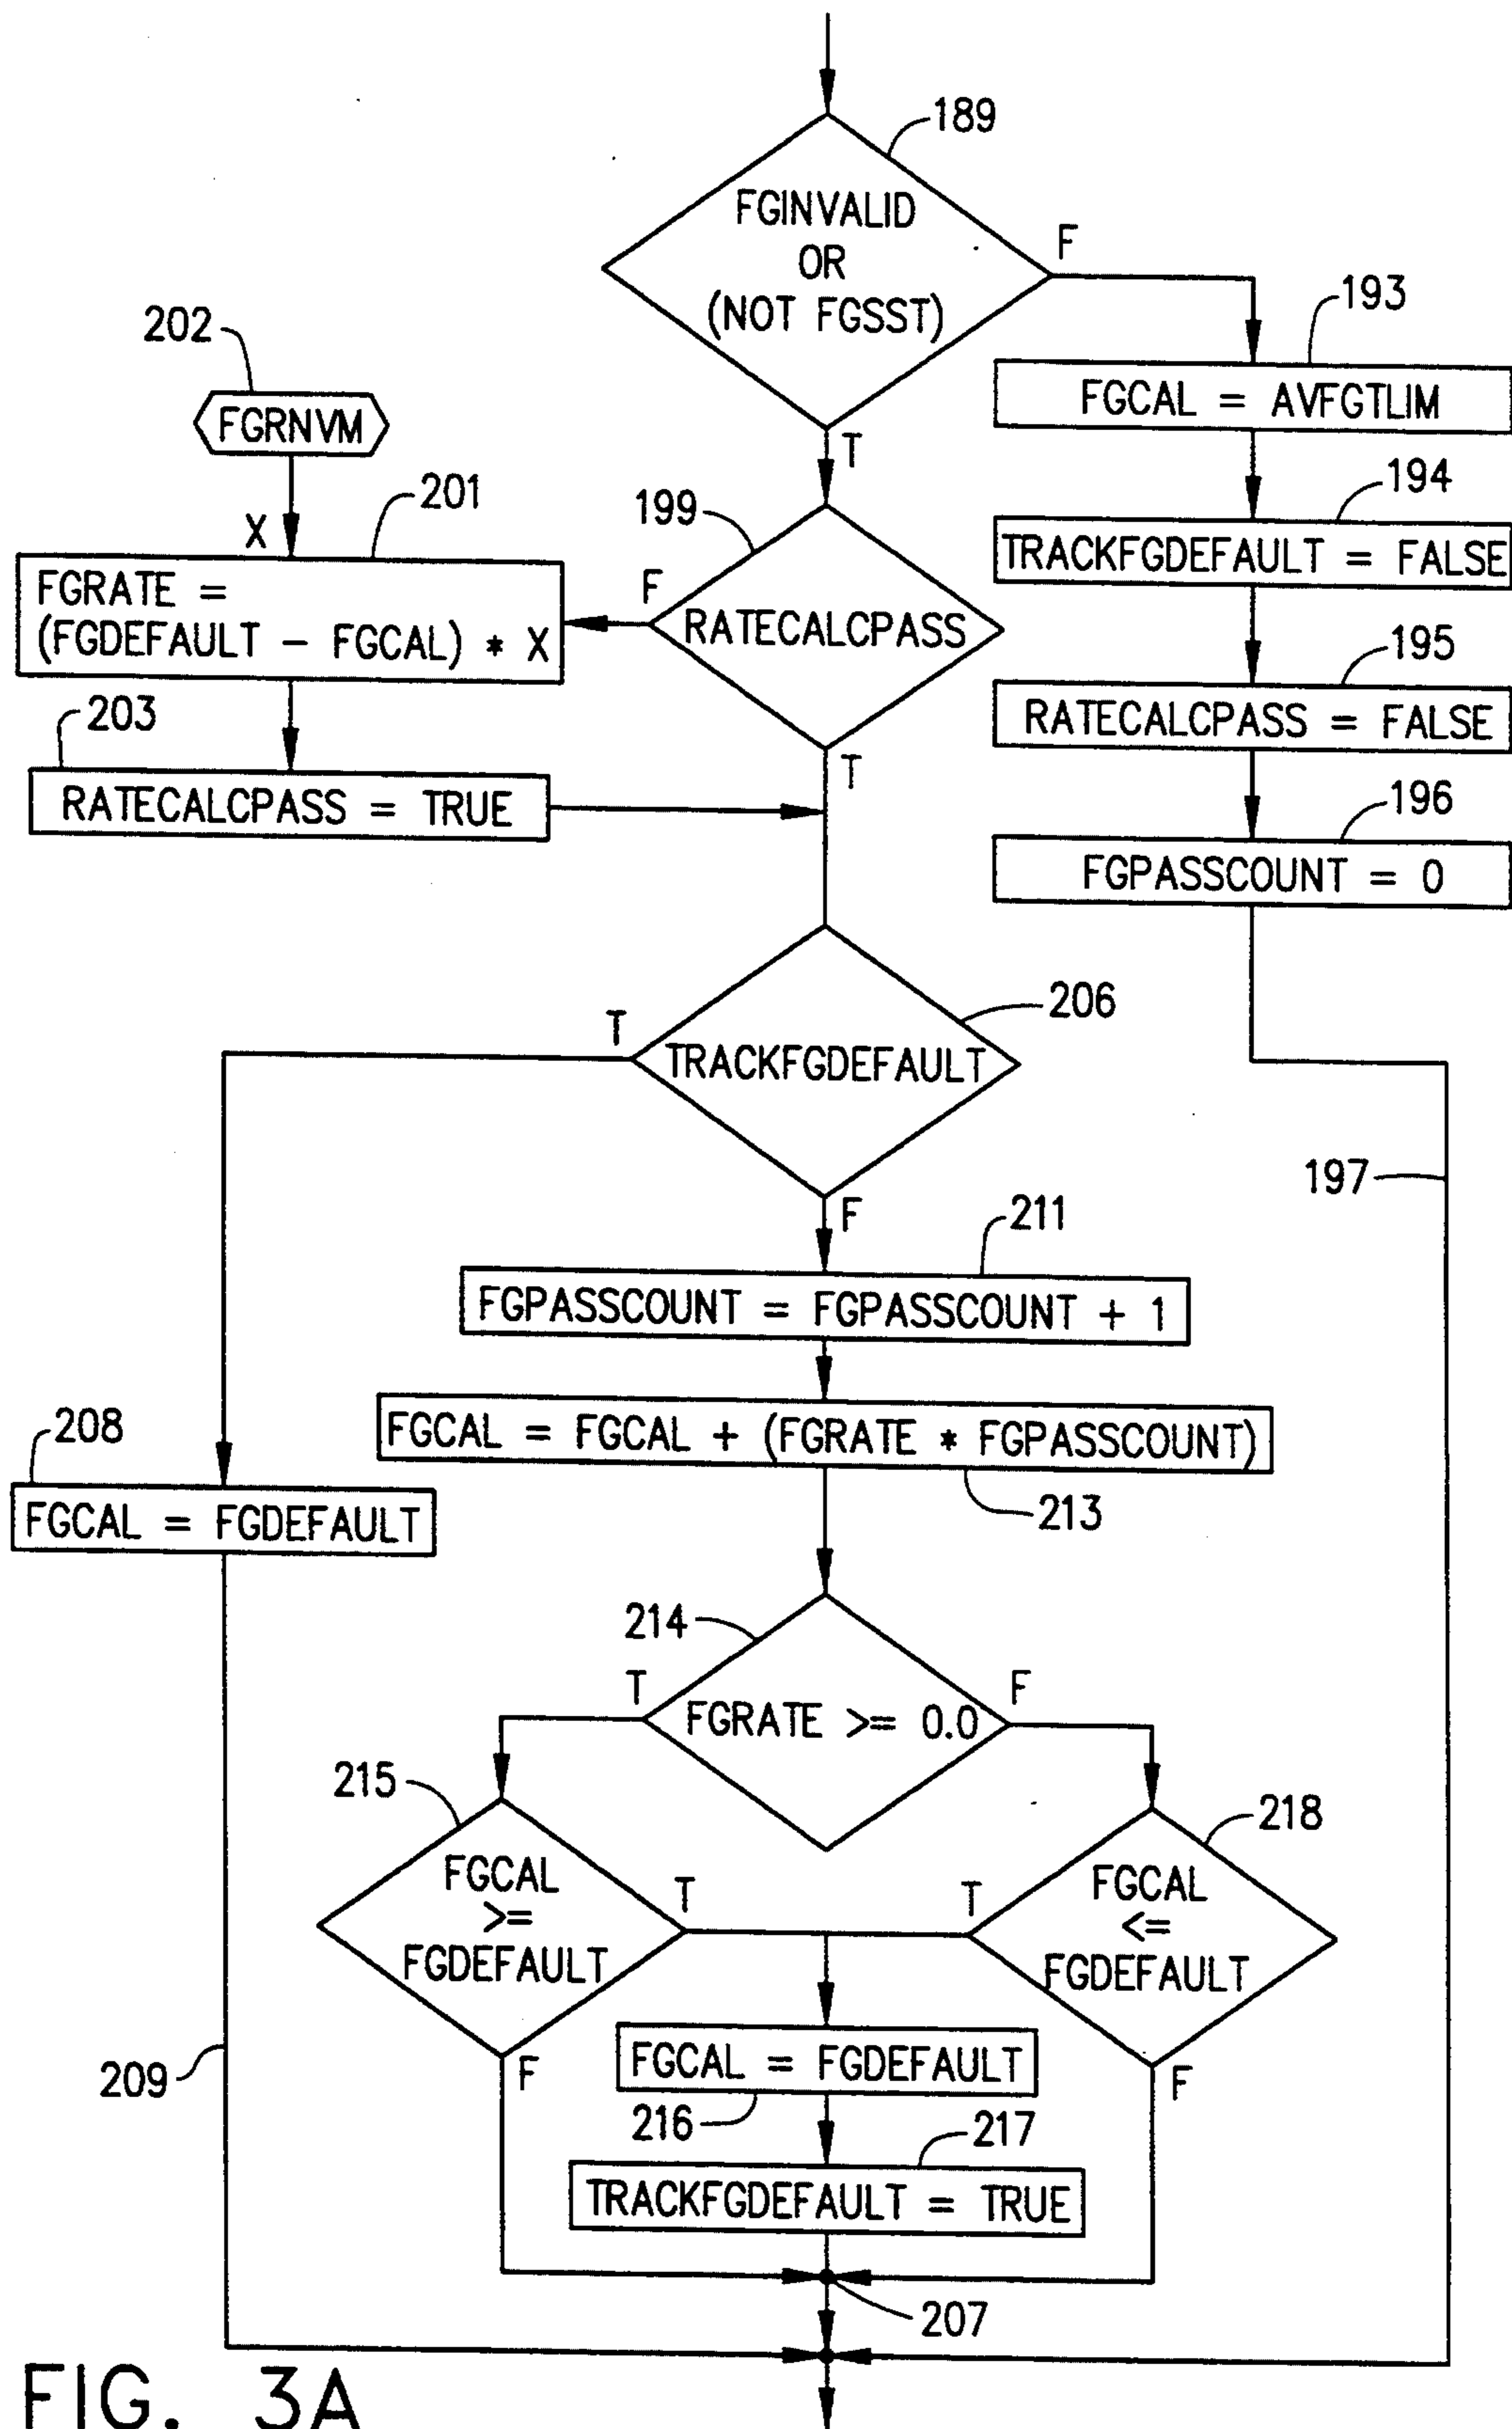 189
FGINVALID
OR
(NOT FGSST)
F
T
193
FGCAL = AVFGTLIM
194
TRACKFGDEFAULT = FALSE
195
RATECALCPASS = FALSE
196
FGPASSCOUNT = 0
197
202
FGRNVM
X
201
FGRATE =
(FGDEFAULT - FGCAL) * X
203
RATECALCPASS = TRUE
199
F
RATECALCPASS
T
206
T
TRACKFGDEFAULT
F
211
FGPASSCOUNT = FGPASSCOUNT + 1
FGCAL = FGCAL + (FGRATE * FGPASSCOUNT)
213
208
FGCAL = FGDEFAULT
209
214
T
FGRATE >= 0.0
F
215
FGCAL
>=
FGDEFAULT
T
F
218
FGCAL
<=
FGDEFAULT
T
F
FGCAL = FGDEFAULT
216
217
TRACKFGDEFAULT = TRUE
207
FIG. 3A